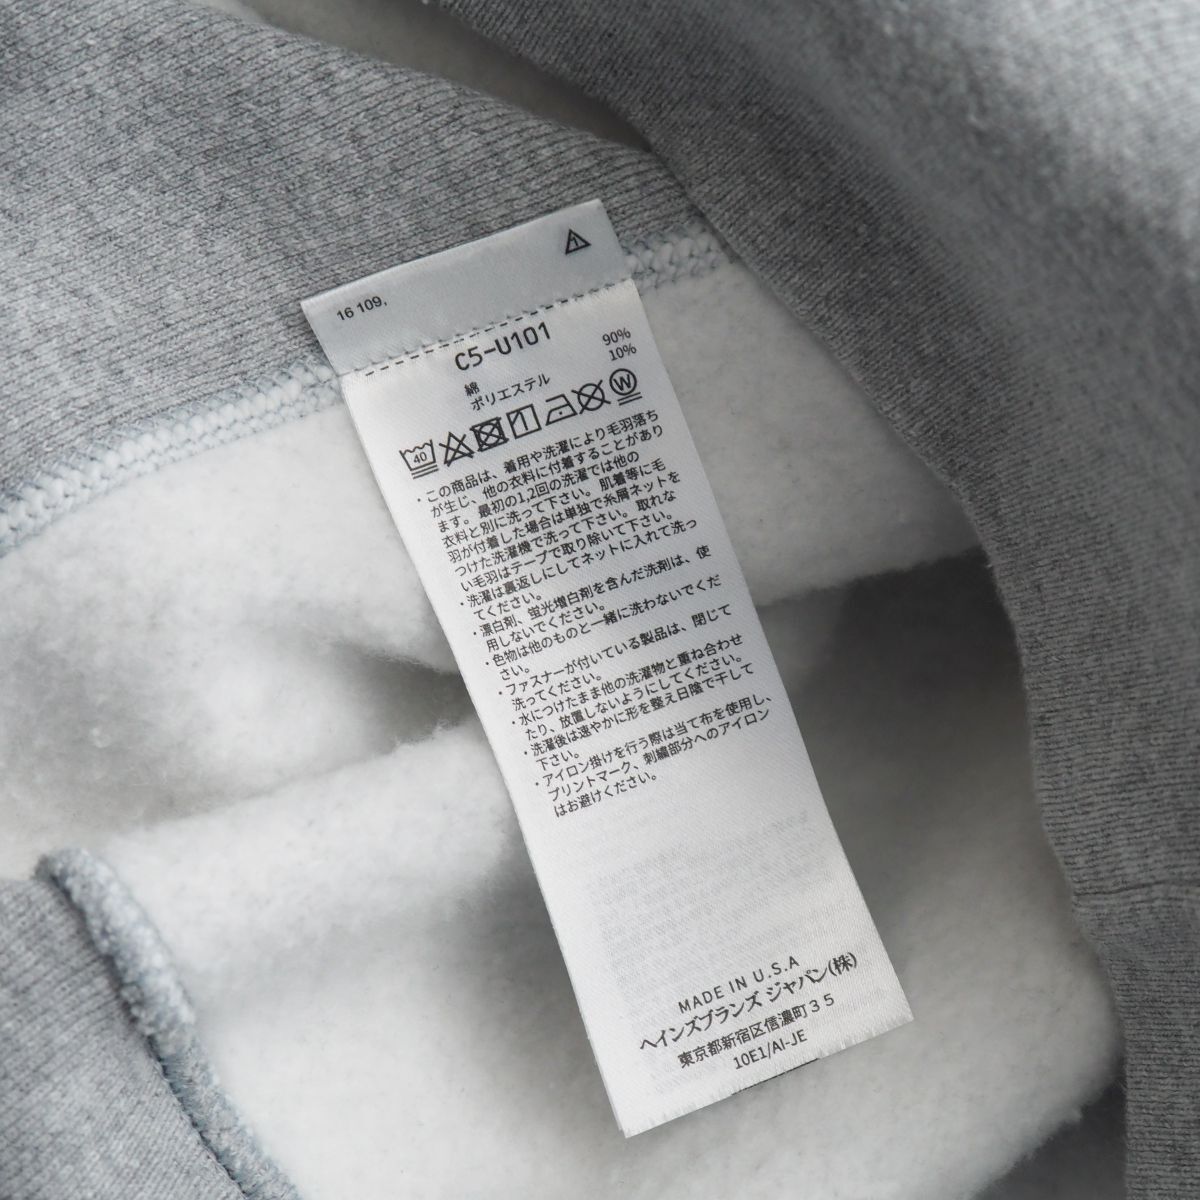 16 109,
C5-U101
綿 90%
ポリエステル 10%
40 W
・この商品は、着用や洗濯により毛羽落ち
が生じ、他の衣料に付着することがあり
ます。最初の1,2回の洗濯では他の
衣料と別に洗って下さい。肌着等に毛
羽が付着した場合は単独で糸屑ネットを
つけた洗濯機で洗って下さい。取れな
い毛羽はテープで取り除いて下さい。
・洗濯は裏返しにしてネットに入れて洗っ
てください。
・漂白剤、蛍光増白剤を含んだ洗剤は、使
用しないでください。
・色物は他のものと一緒に洗わないでくだ
さい。
・ファスナーが付いている製品は、閉じて
洗ってください。
・水につけたまま他の洗濯物と重ね合わせ
たり、放置しないようにしてください。
・洗濯後は速やかに形を整え日陰で干して
下さい。
・アイロン掛けを行う際は当て布を使用し、
プリントマーク、刺繍部分へのアイロン
はお避けください。
MADE IN U.S.A
ヘインズブランズ ジャパン(株)
東京都新宿区信濃町35
10E1/AI-JE